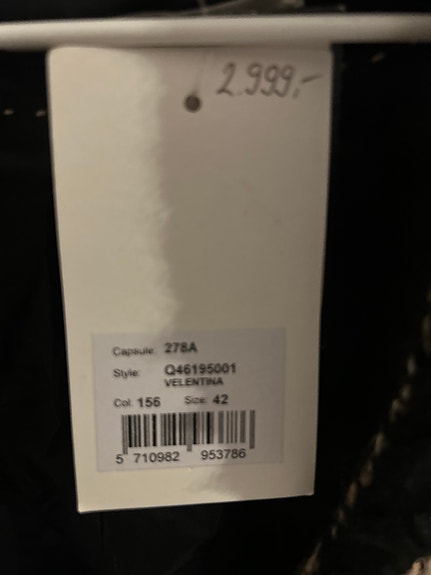 2.999,-
Capsule: 278A
Style: Q46195001
VELENTINA
Col: 156 Size: 42
5 710982 953786